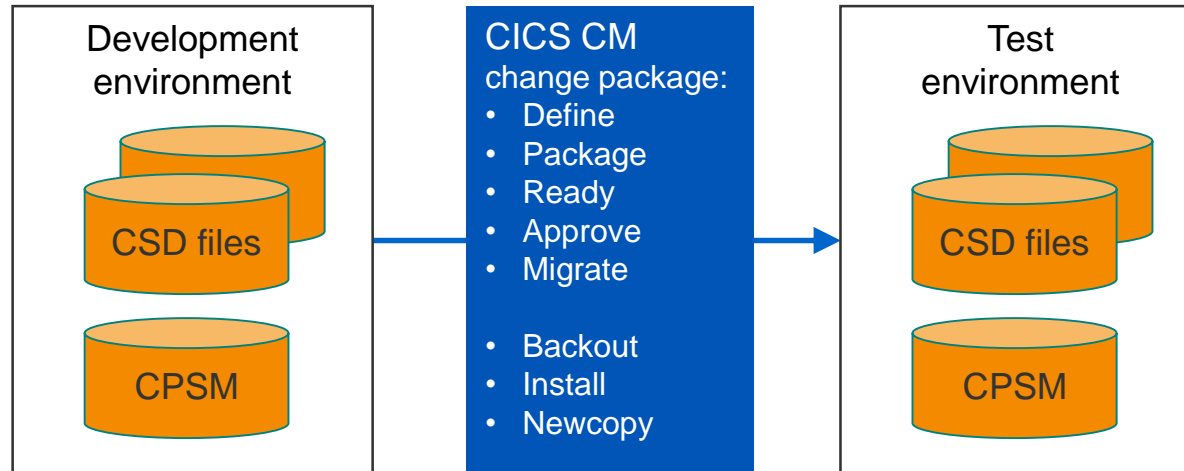 Development
environment
CSD files
CPSM
CICS CM
change package:
• Define
• Package
• Ready
• Approve
• Migrate
• Backout
• Install
• Newcopy
Test
environment
CSD files
CPSM